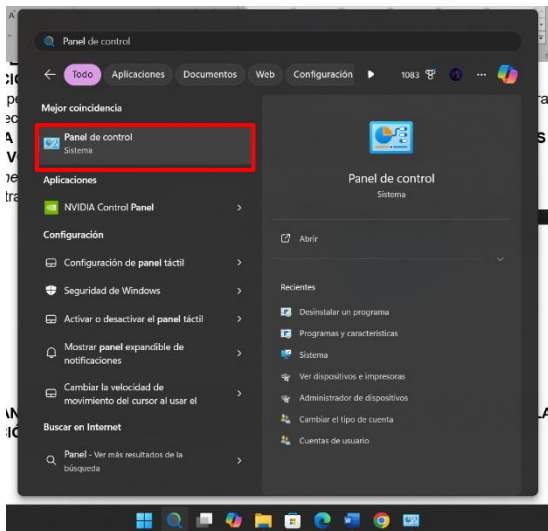 Panel de control
Todo Aplicaciones Documentos Web Configuración 1083
Mejor coincidencia
Panel de control
Sistema
Aplicaciones
NVIDIA Control Panel
Configuración
Configuración de panel táctil
Seguridad de Windows
Activar o desactivar el panel táctil
Mostrar panel expandible de
notificaciones
Cambiar la velocidad de
movimiento del cursor al usar el
Buscar en Internet
Panel - Ver más resultados de la
búsqueda
Panel de control
Sistema
Abrir
Recientes
Desinstalar un programa
Programas y características
Sistema
Ver dispositivos e impresoras
Administrador de dispositivos
Cambiar el tipo de cuenta
Cuentas de usuario